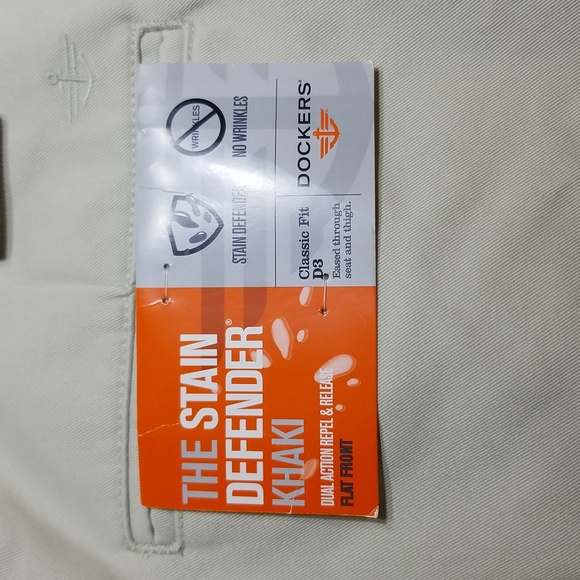 WRINKLES
NO WRINKLES
STAIN DEFENDER
DOCKERS®
Classic Fit
D3
Eased through
seat and thigh.
THE STAIN
DEFENDER®
KHAKI
DUAL ACTION REPEL & RELEASE
FLAT FRONT